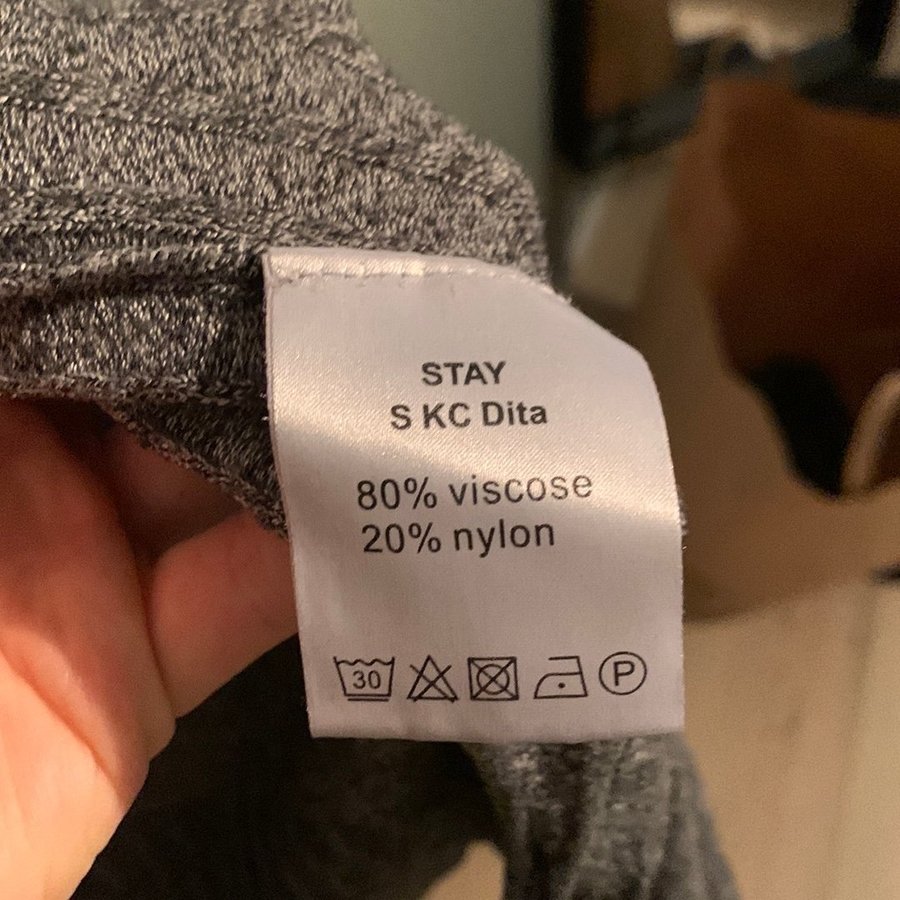 STAY
S KC Dita
80% viscose
20% nylon
30
P